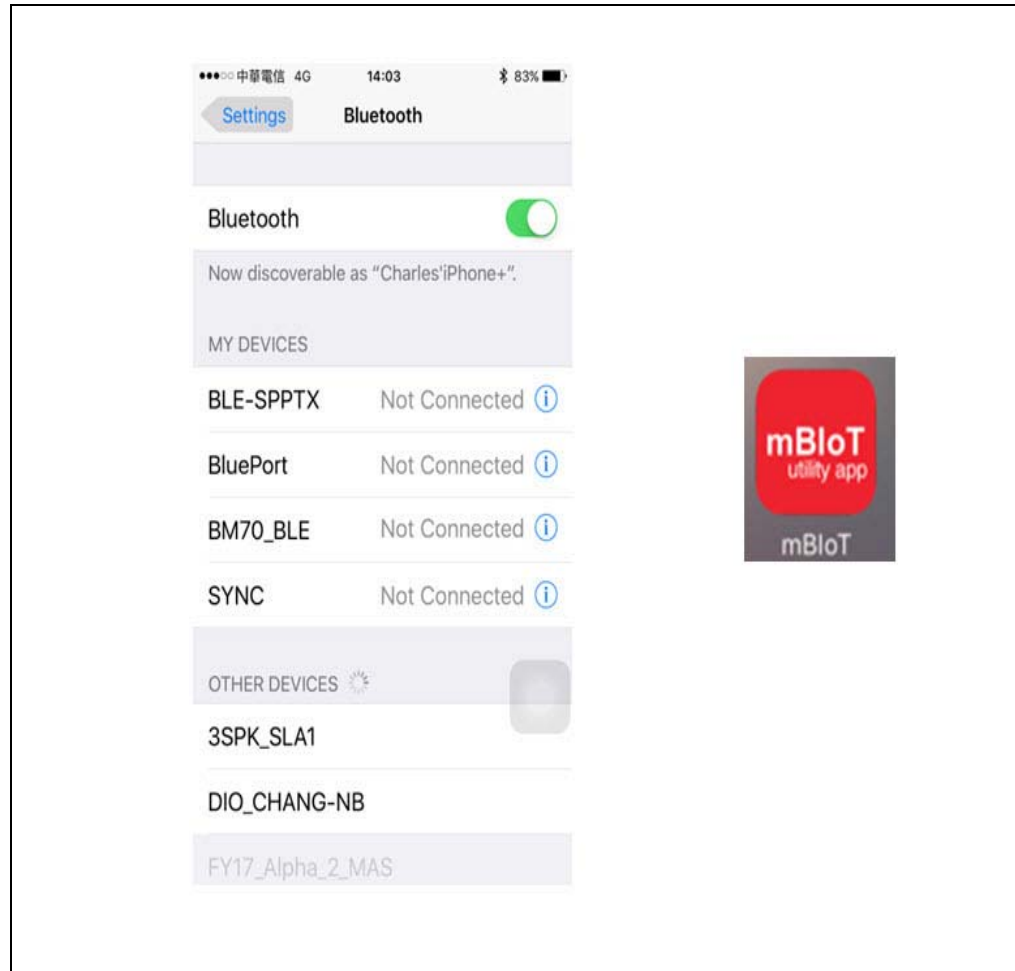 中華電信 4G 14:03 83%
Settings Bluetooth
Bluetooth
Now discoverable as “Charles'iPhone+”.
MY DEVICES
BLE-SPPTX Not Connected
BluePort Not Connected
BM70_BLE Not Connected
SYNC Not Connected
OTHER DEVICES
3SPK_SLA1
DIO_CHANG-NB
FY17_Alpha_2_MAS
mBIoT
utility app
mBIoT